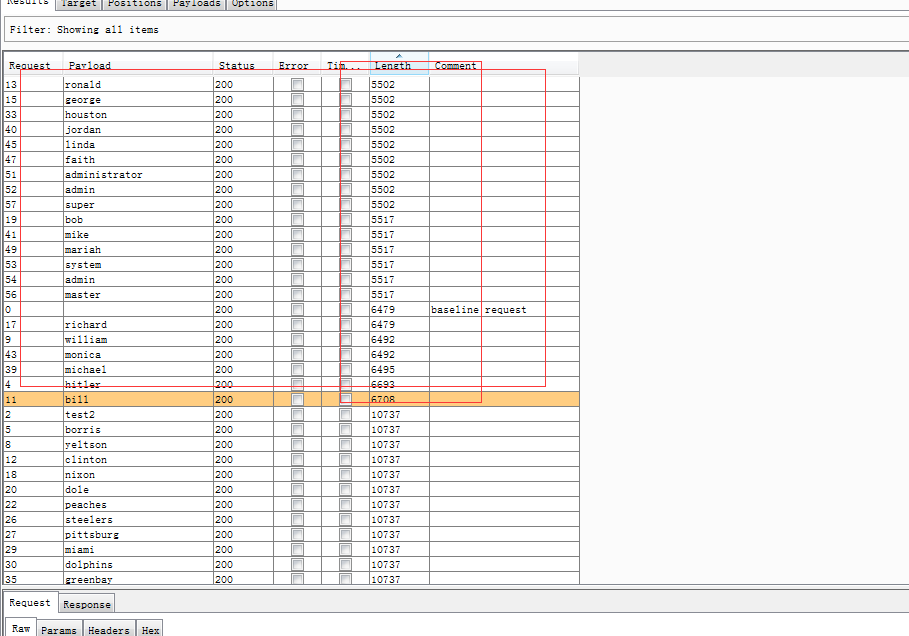 Results Target Positions Payloads Options
Filter: Showing all items
Request Payload Status Error Tim... Length Comment
13 ronald 200 5502
15 george 200 5502
33 houston 200 5502
40 jordan 200 5502
45 linda 200 5502
47 faith 200 5502
51 administrator 200 5502
52 admin 200 5502
57 super 200 5502
19 bob 200 5517
41 mike 200 5517
49 mariah 200 5517
53 system 200 5517
54 admin 200 5517
56 master 200 5517
0 200 6479 baseline request
17 richard 200 6479
9 william 200 6492
43 monica 200 6492
39 michael 200 6495
4 hitler 200 6693
11 bill 200 6708
2 test2 200 10737
5 borris 200 10737
8 yeltson 200 10737
12 clinton 200 10737
18 nixon 200 10737
20 dole 200 10737
22 peaches 200 10737
26 steelers 200 10737
27 pittsburg 200 10737
29 miami 200 10737
30 dolphins 200 10737
35 greenbay 200 10737
Request Response
Raw Params Headers Hex